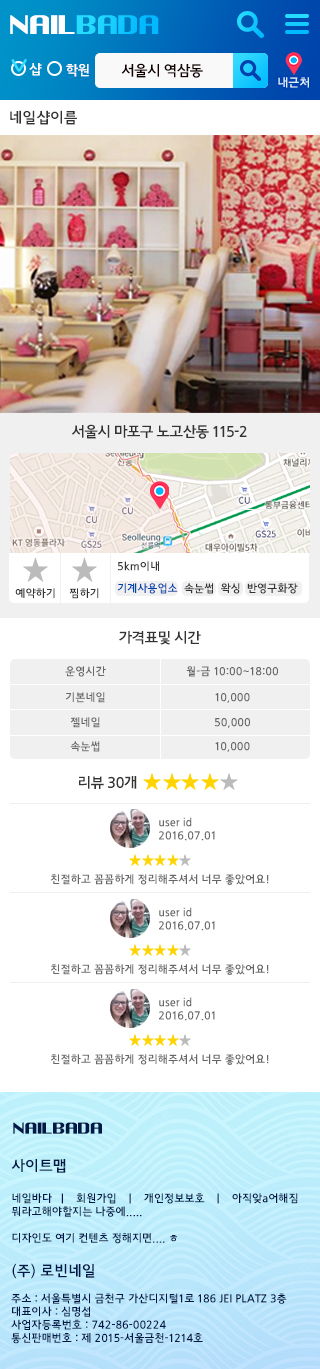 NAILBADA
샵 학원 서울시 역삼동 내근처
네일샵이름
서울시 마포구 노고산동 115-2
Seolleung
CU
채널리저
CU
CU
동부금융센터
KT 영동플라자
GS25
Seolleung
GS25
대우아이빌5차
예약하기 찜하기
5km이내
기계사용업소 속눈썹 왁싱 반영구화장
가격표및 시간
운영시간 월-금 10:00~18:00
기본네일 10,000
젤네일 50,000
속눈썹 10,000
리뷰 30개
user id
2016.07.01
친절하고 꼼꼼하게 정리해주셔서 너무 좋았어요!
user id
2016.07.01
친절하고 꼼꼼하게 정리해주셔서 너무 좋았어요!
user id
2016.07.01
친절하고 꼼꼼하게 정리해주셔서 너무 좋았어요!
NAILBADA
사이트맵
네일바다 | 회원가입 | 개인정보보호 | 아직앚a어해짐
뭐라고해야할지는 나중에.....
디자인도 여기 컨텐츠 정해지면.... ㅎ
(주) 로빈네일
주소 : 서울특별시 금천구 가산디지털1로 186 JEI PLATZ 3층
대표이사 : 심명섭
사업자등록번호 : 742-86-00224
통신판매번호 : 제 2015-서울금천-1214호